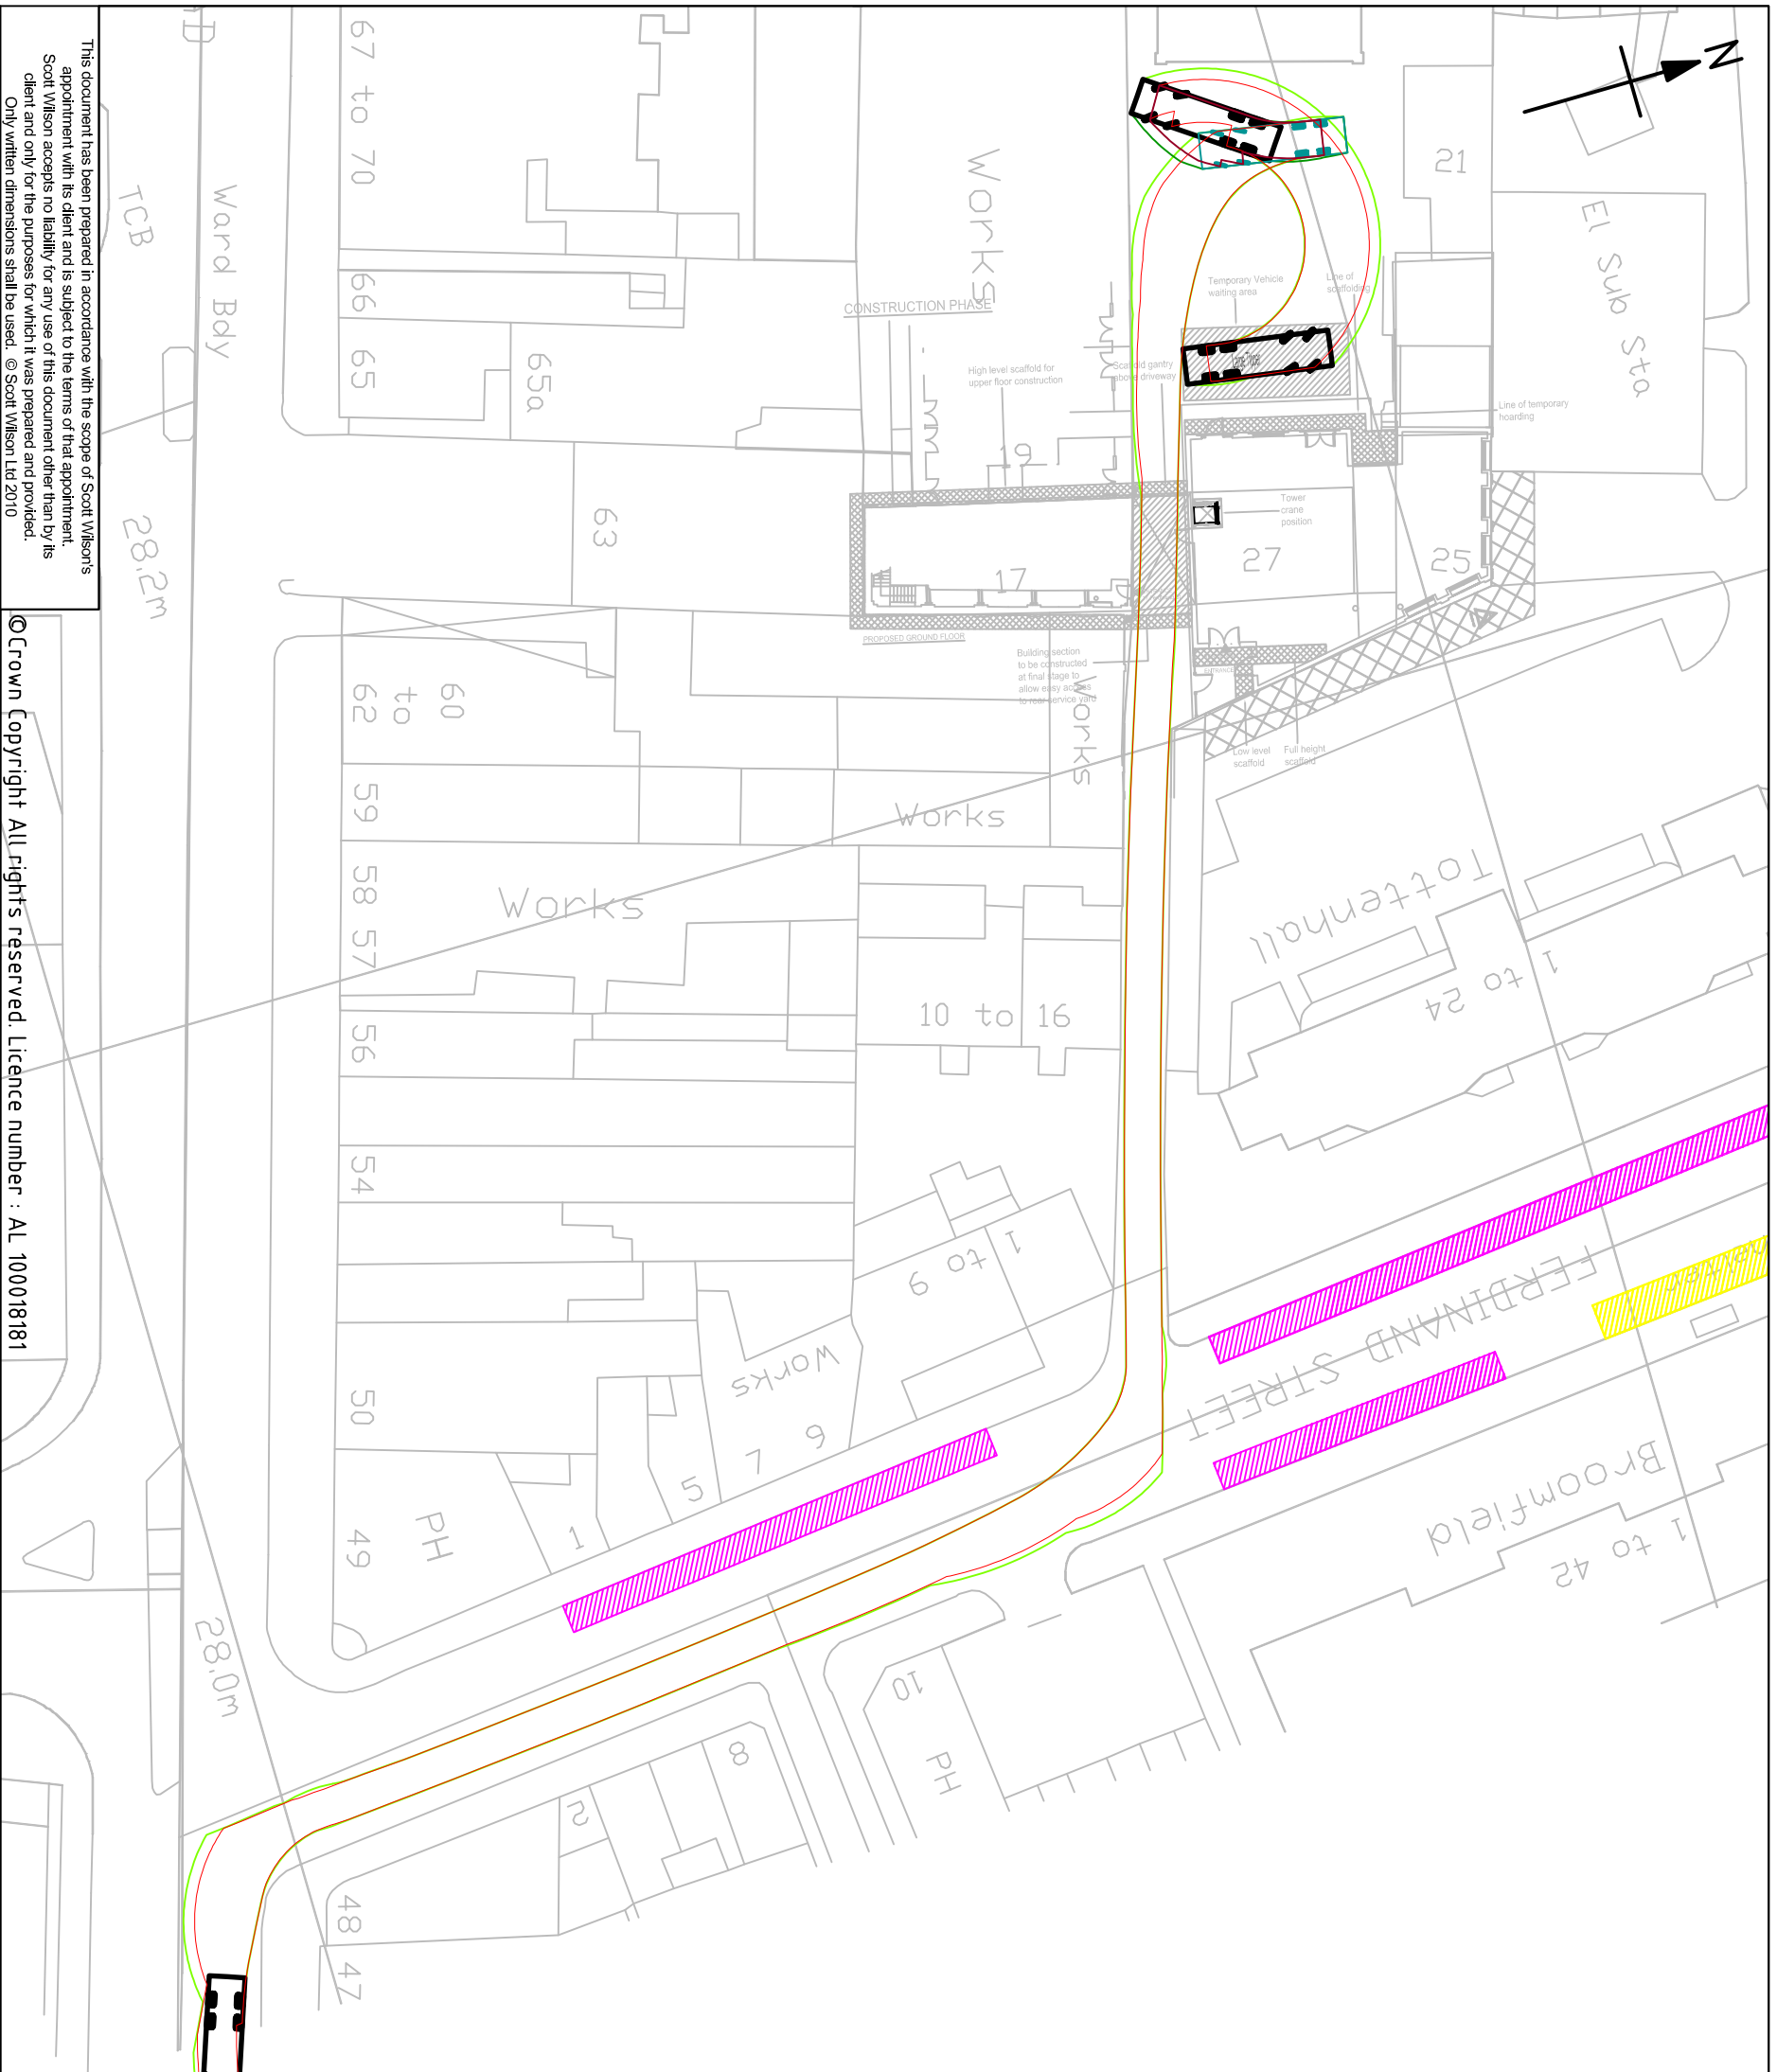 N
21
El Sub Sta
Works
67 to 70
TCB
Ward Bdy
66
65
65a
CONSTRUCTION PHASE
Temporary Vehicle
waiting area
Line of
scaffolding
High level scaffold for
upper floor construction
Scaffold gantry
above driveway
Large Tipper
Line of temporary
hoarding
19
63
17
27
25
Tower
crane
position
28.2m
PROPOSED GROUND FLOOR
Building section
to be constructed
at final stage to
allow easy access
to rear service yard
ENTRANCE
Low level
scaffold
Full height
scaffold
60
to
62
Works
59
Works
58
57
Works
56
10 to 16
Tottenhall
1 to 24
54
1 to 9
Works
FERDINAND STREET
50
49
PH
1
5
7
9
Broomfield
1 to 42
28.0m
10
PH
8
2
48
47
This document has been prepared in accordance with the scope of Scott Wilson's
appointment with its client and is subject to the terms of that appointment.
Scott Wilson accepts no liability for any use of this document other than by its
client and only for the purposes for which it was prepared and provided.
Only written dimensions shall be used. © Scott Wilson Ltd 2010
©Crown Copyright All rights reserved. Licence number : AL 100018181